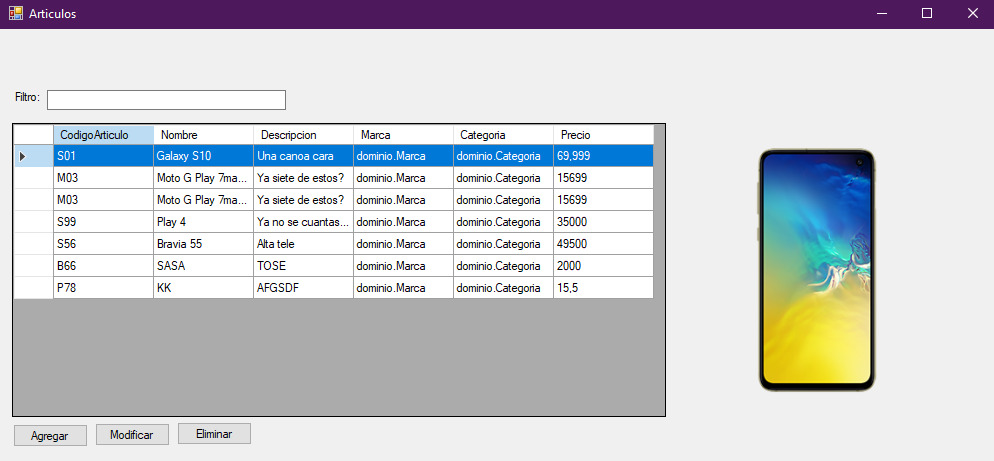 Articulos
Filtro:
CodigoArticulo Nombre Descripcion Marca Categoria Precio
S01 Galaxy S10 Una canoa cara dominio.Marca dominio.Categoria 69,999
M03 Moto G Play 7ma... Ya siete de estos? dominio.Marca dominio.Categoria 15699
M03 Moto G Play 7ma... Ya siete de estos? dominio.Marca dominio.Categoria 15699
S99 Play 4 Ya no se cuantas... dominio.Marca dominio.Categoria 35000
S56 Bravia 55 Alta tele dominio.Marca dominio.Categoria 49500
B66 SASA TOSE dominio.Marca dominio.Categoria 2000
P78 KK AFGSDF dominio.Marca dominio.Categoria 15,5
Agregar Modificar Eliminar